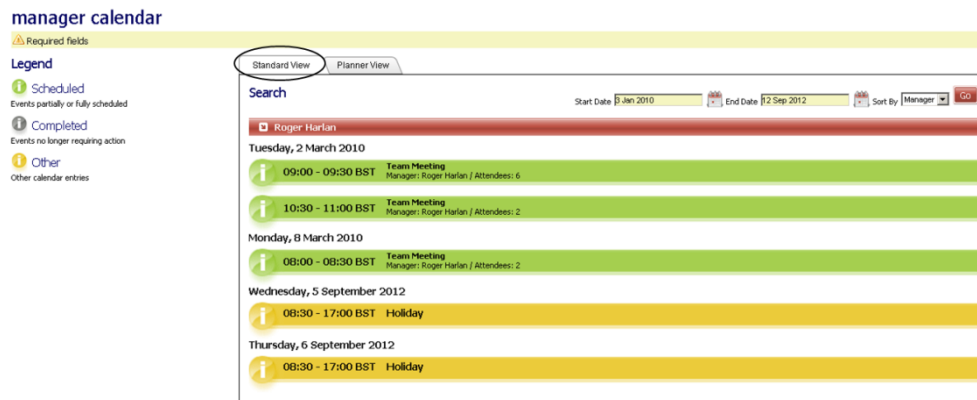 manager calendar
Required fields
Legend
Scheduled
Events partially or fully scheduled
Completed
Events no longer requiring action
Other
Other calendar entries
Standard View Planner View
Search
Start Date 3 Jan 2010 End Date 12 Sep 2012 Sort By Manager Go
Roger Harlan
Tuesday, 2 March 2010
09:00 - 09:30 BST Team Meeting
Manager: Roger Harlan / Attendees: 6
10:30 - 11:00 BST Team Meeting
Manager: Roger Harlan / Attendees: 2
Monday, 8 March 2010
08:00 - 08:30 BST Team Meeting
Manager: Roger Harlan / Attendees: 2
Wednesday, 5 September 2012
08:30 - 17:00 BST Holiday
Thursday, 6 September 2012
08:30 - 17:00 BST Holiday